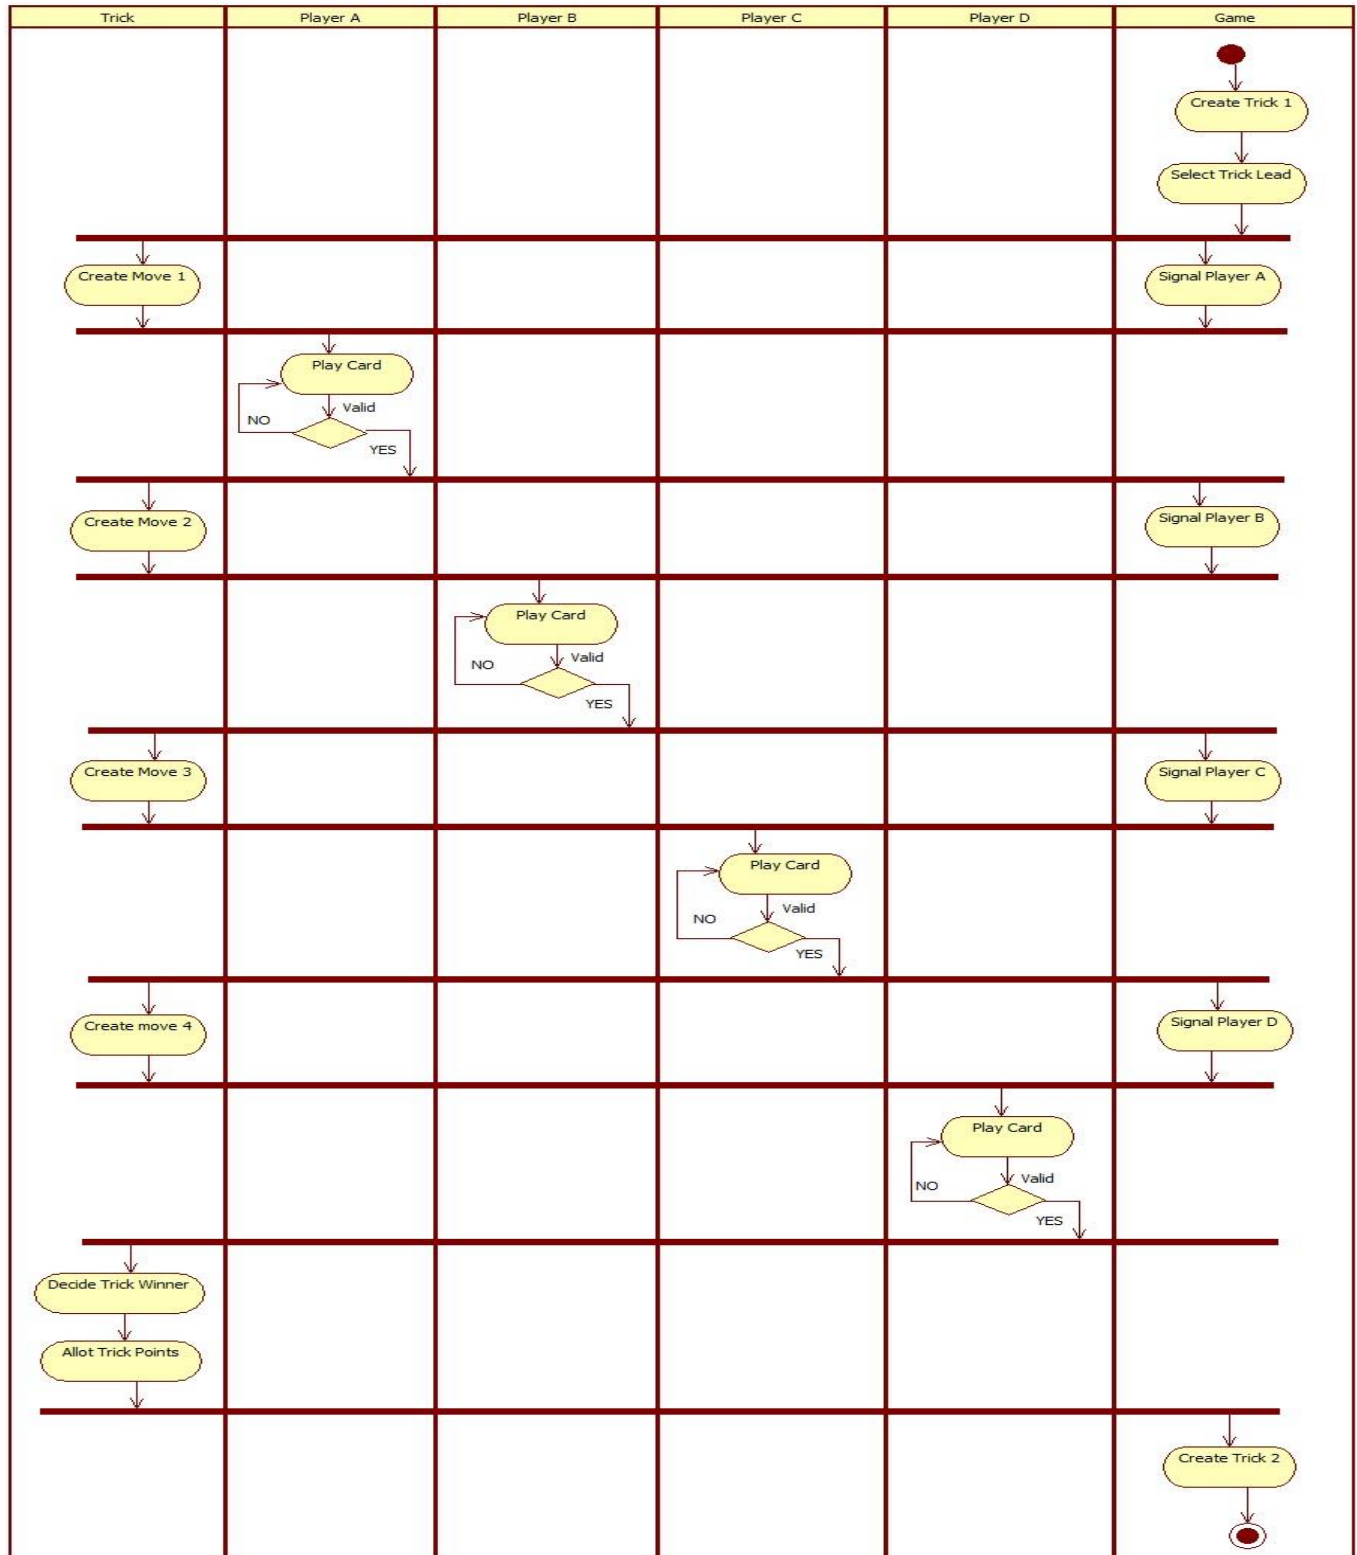 Trick
Player A
Player B
Player C
Player D
Game
Create Trick 1
Select Trick Lead
Create Move 1
Signal Player A
Play Card
Valid
NO
YES
Create Move 2
Signal Player B
Play Card
Valid
NO
YES
Create Move 3
Signal Player C
Play Card
Valid
NO
YES
Create move 4
Signal Player D
Play Card
Valid
NO
YES
Decide Trick Winner
Allot Trick Points
Create Trick 2